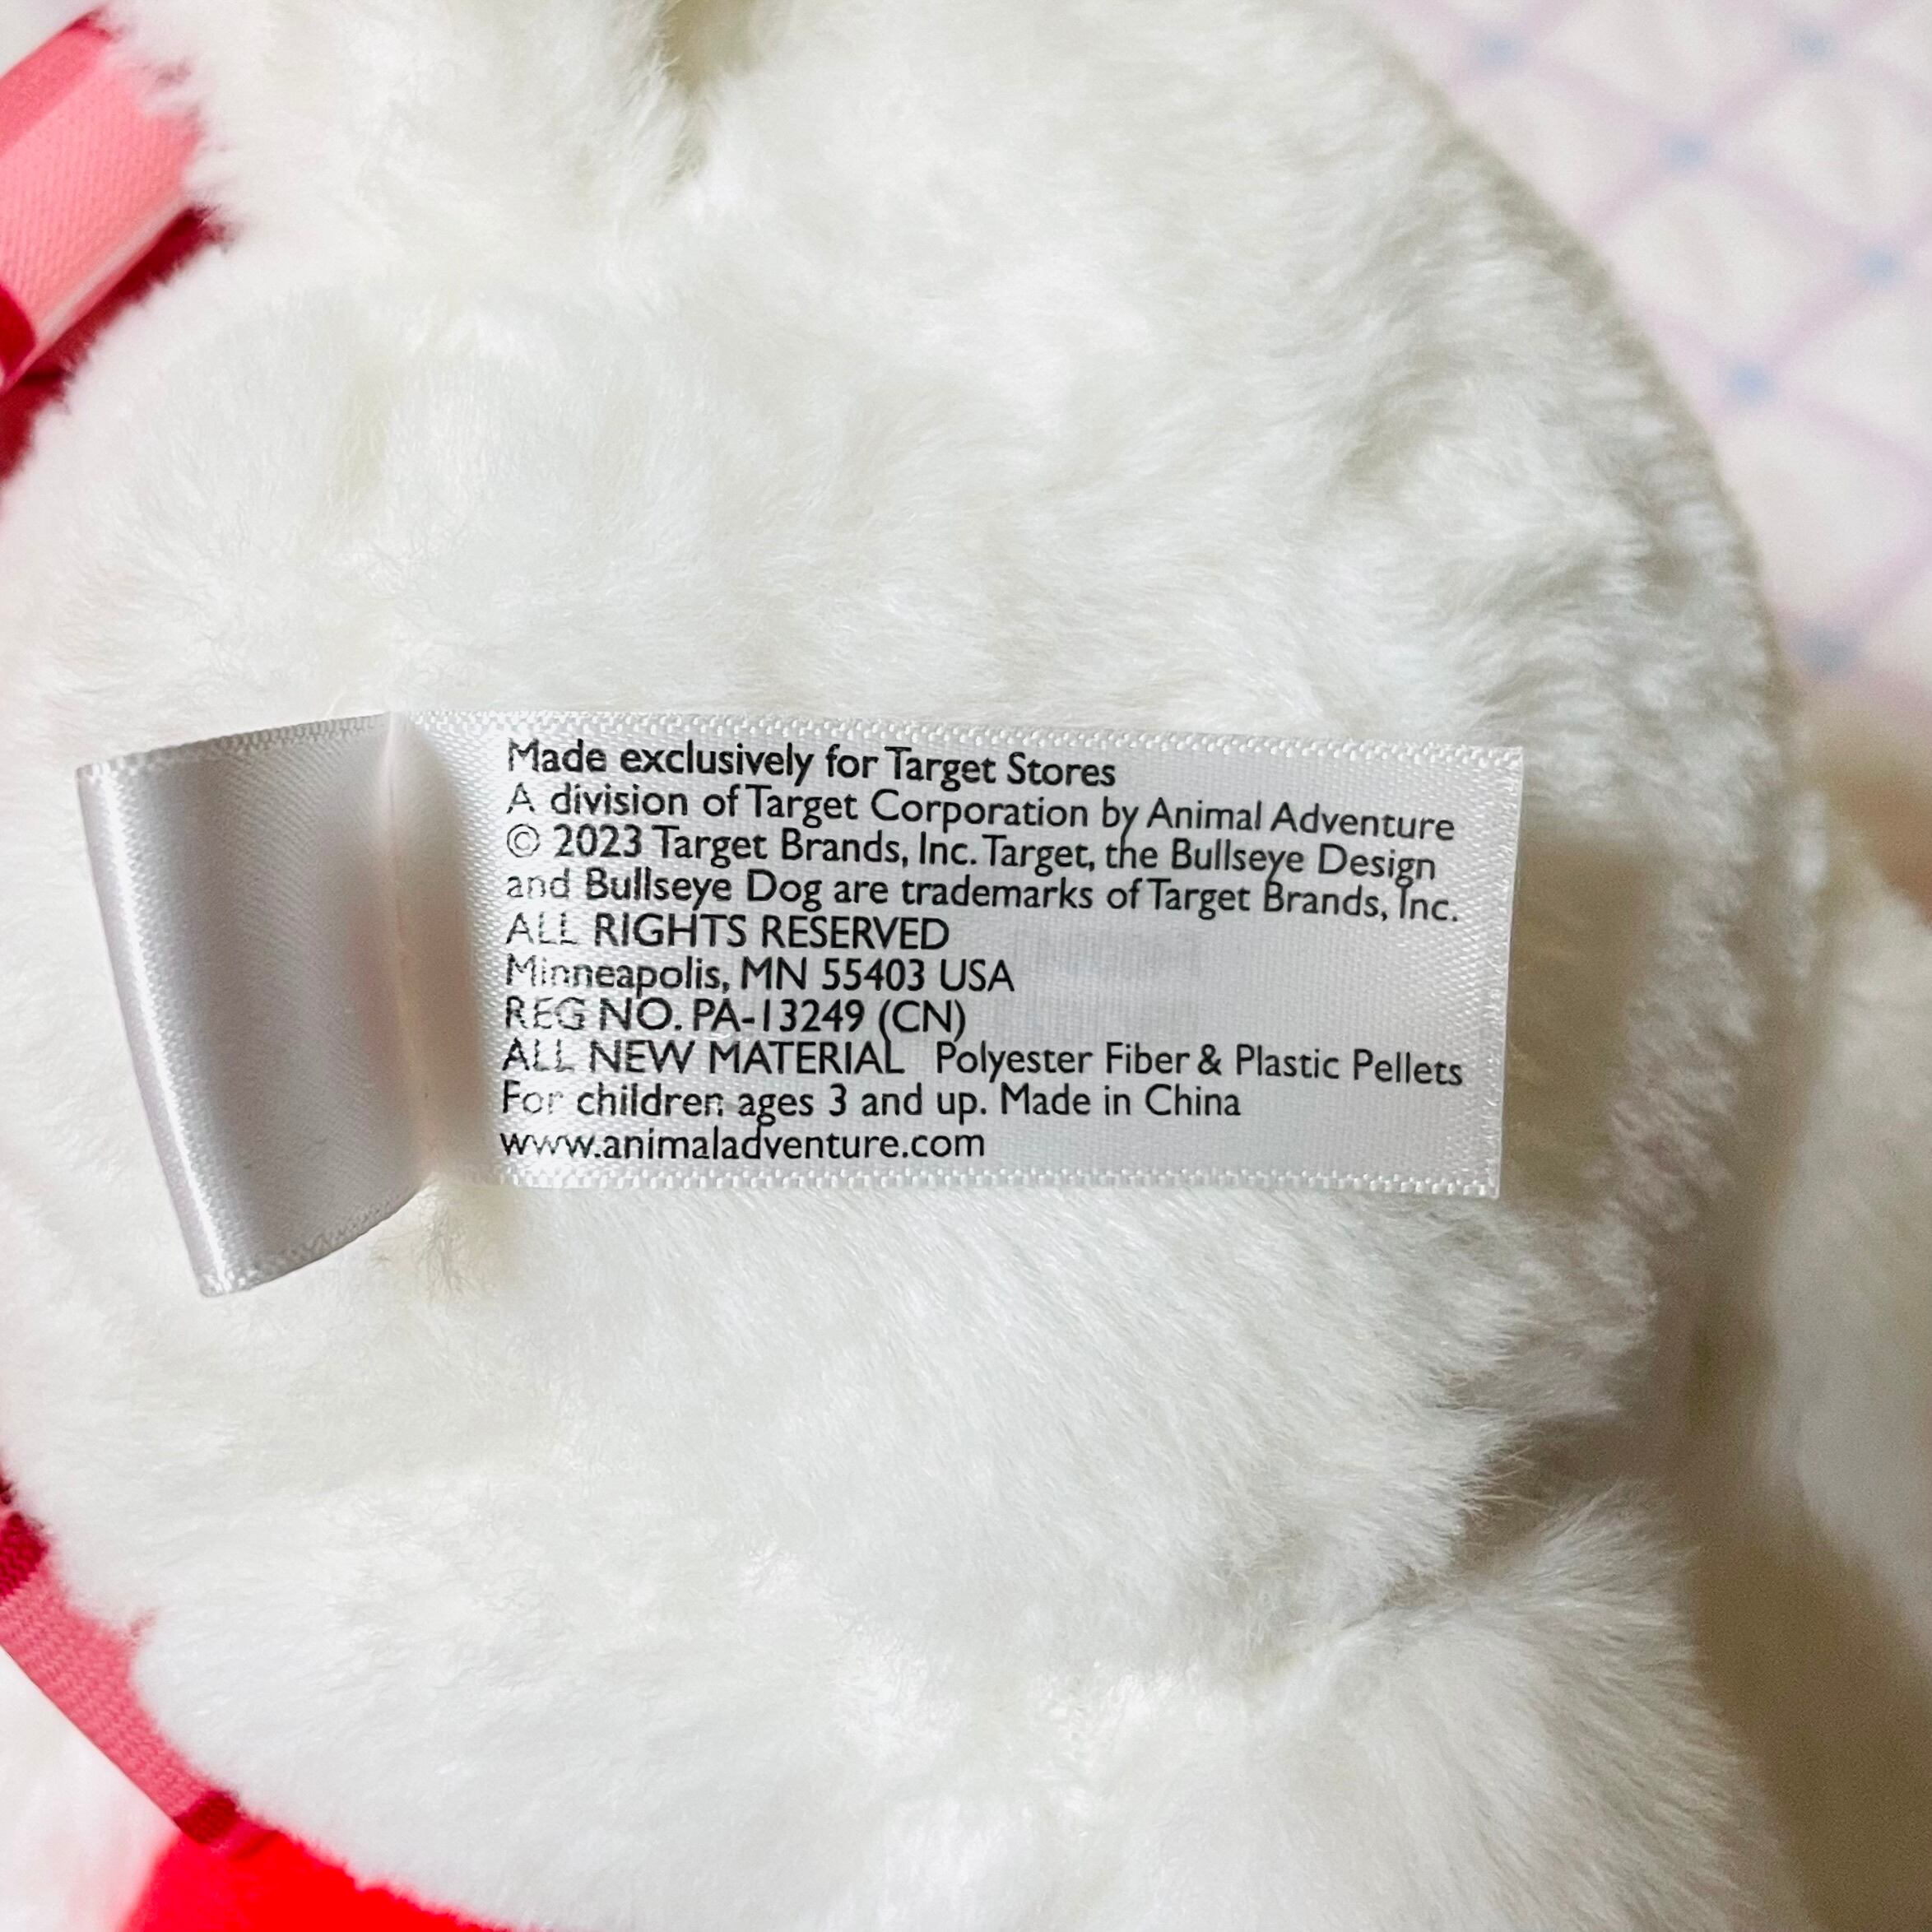 Made exclusively for Target Stores
A division of Target Corporation by Animal Adventure
© 2023 Target Brands, Inc. Target, the Bullseye Design
and Bullseye Dog are trademarks of Target Brands, Inc.
ALL RIGHTS RESERVED
Minneapolis, MN 55403 USA
REG NO. PA-13249 (CN)
ALL NEW MATERIAL Polyester Fiber & Plastic Pellets
For children ages 3 and up. Made in China
www.animaladventure.com